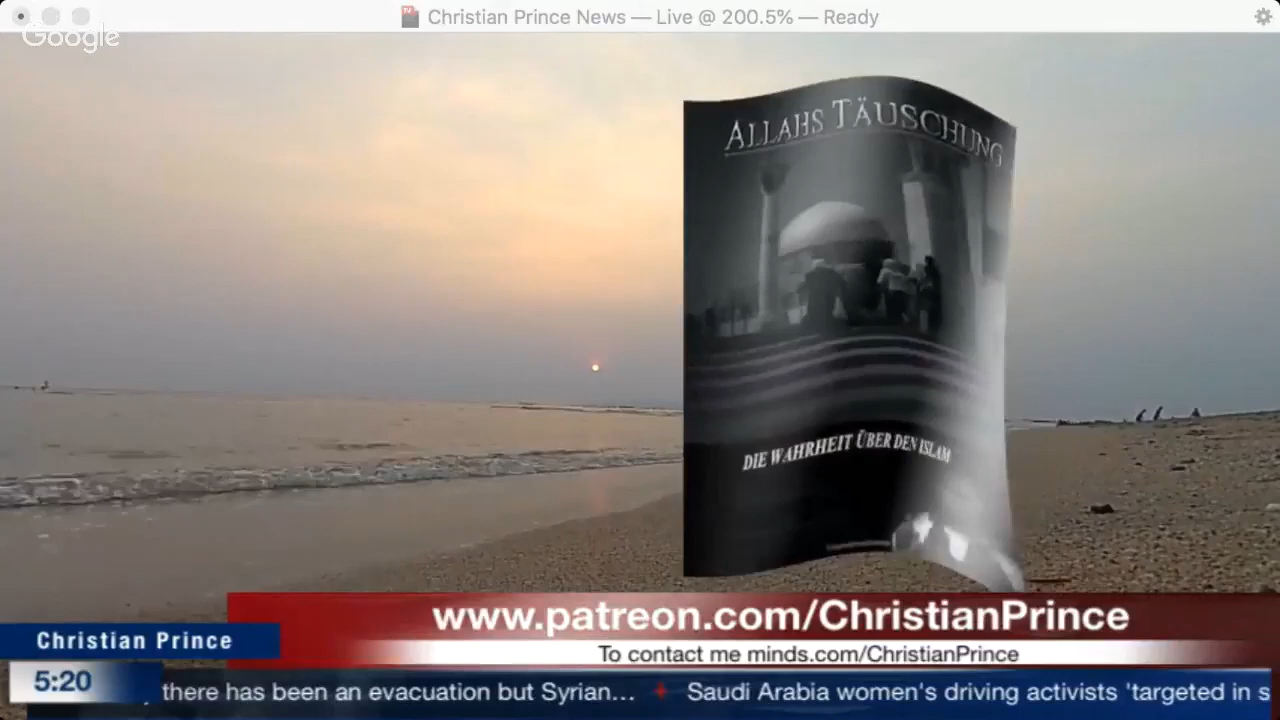 Christian Prince News — Live @ 200.5% — Ready
Google
ALLAHS TÄUSCHUNG
DIE WAHRHEIT ÜBER DEN ISLAM
www.patreon.com/ChristianPrince
Christian Prince
To contact me minds.com/ChristianPrince
5:20
there has been an evacuation but Syrian... + Saudi Arabia women's driving activists 'targeted in s